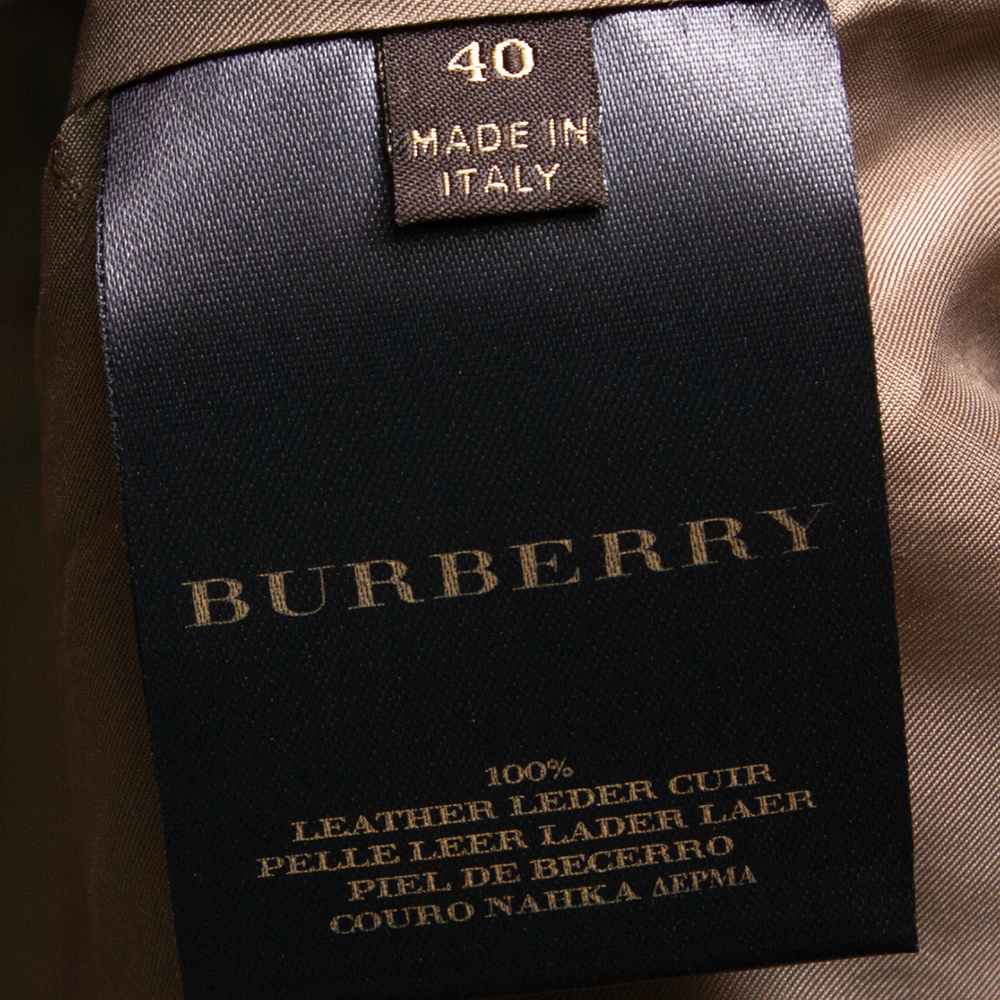 40
MADE IN
ITALY
BURBERRY
100%
LEATHER LEDER CUIR
PELLE LEER LADER LAER
PIEL DE BECERRO
COURO NAHKA ΔΕΡΜΑ